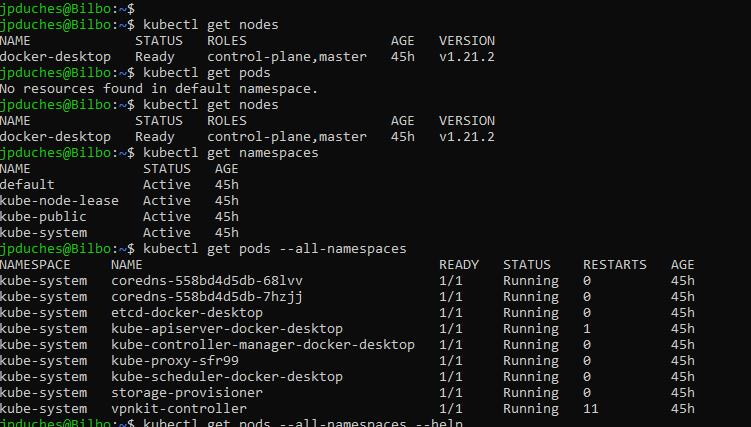 jpduches@Bilbo:~$
jpduches@Bilbo:~$ kubectl get nodes
NAME             STATUS   ROLES                  AGE   VERSION
docker-desktop   Ready    control-plane,master   45h   v1.21.2
jpduches@Bilbo:~$ kubectl get pods
No resources found in default namespace.
jpduches@Bilbo:~$ kubectl get nodes
NAME             STATUS   ROLES                  AGE   VERSION
docker-desktop   Ready    control-plane,master   45h   v1.21.2
jpduches@Bilbo:~$ kubectl get namespaces
NAME              STATUS   AGE
default           Active   45h
kube-node-lease   Active   45h
kube-public       Active   45h
kube-system       Active   45h
jpduches@Bilbo:~$ kubectl get pods --all-namespaces
NAMESPACE     NAME                                     READY   STATUS    RESTARTS   AGE
kube-system   coredns-558bd4d5db-68lvv                 1/1     Running   0          45h
kube-system   coredns-558bd4d5db-7hzjj                 1/1     Running   0          45h
kube-system   etcd-docker-desktop                      1/1     Running   0          45h
kube-system   kube-apiserver-docker-desktop            1/1     Running   1          45h
kube-system   kube-controller-manager-docker-desktop   1/1     Running   0          45h
kube-system   kube-proxy-sfr99                         1/1     Running   0          45h
kube-system   kube-scheduler-docker-desktop            1/1     Running   0          45h
kube-system   storage-provisioner                      1/1     Running   0          45h
kube-system   vpnkit-controller                        1/1     Running   11         45h
jpduches@Bilbo:~$ kubectl get pods --all-namespaces --help